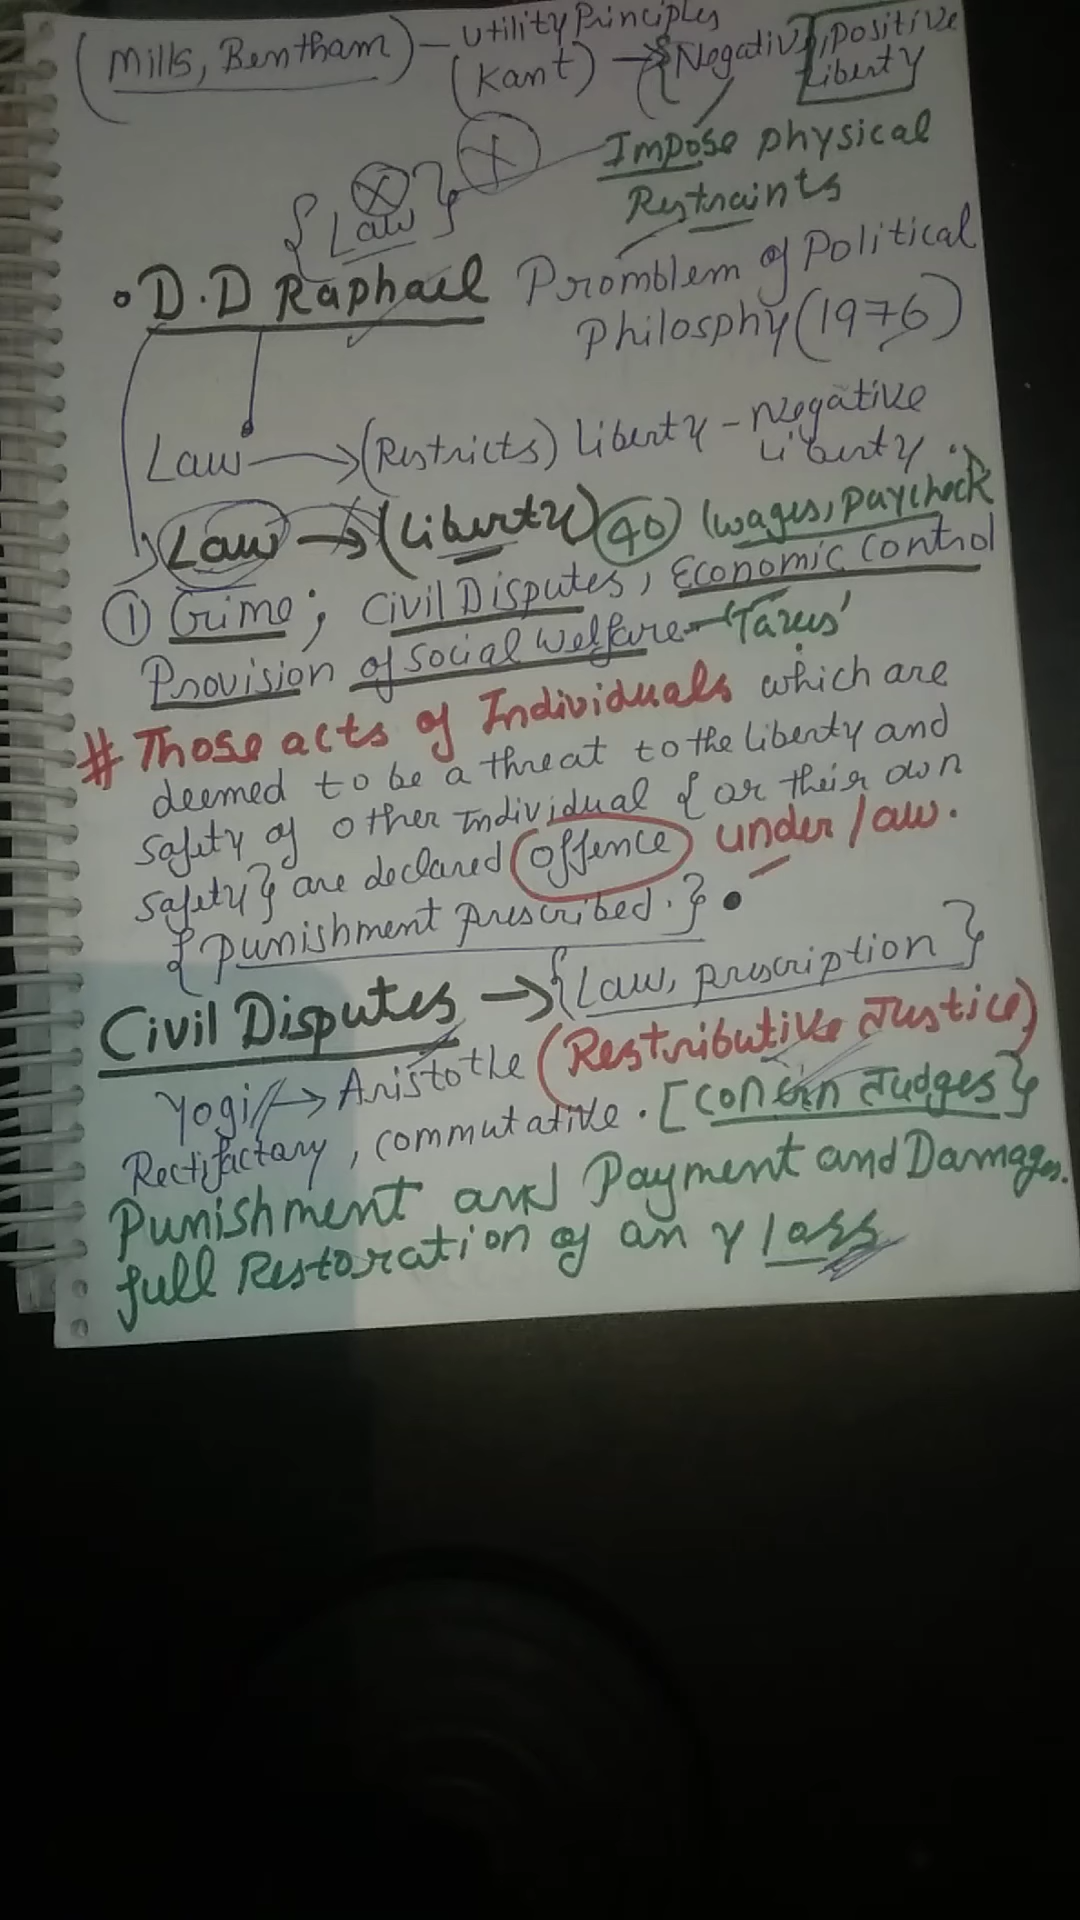 (Mills, Bentham) – Utility Principles
(Kant) → { Negative, Positive
Liberty
Impose physical
Restraints
{ Law }
• D.D Raphael Promblem of Political
Philosphy (1976)
Law → (Restricts) Liberty – Negative
Liberty.
Law → (Liberty) 40 (wages, paycheck
① Crime; Civil Disputes, Economic Control
Provision of Social Welfare – 'Taxes'
# Those acts of Individuals which are
deemed to be a threat to the liberty and
safety of other Individual { or their own
safety } are declared offence under law.
{ punishment prescribed. } •
Civil Disputes → { Law, prescription }
Yogi // → Aristotle (Restributive Justice)
Rectifactary, commutative. [ Judges }
Punishment and Payment and Damages.
full Restoration of any loss